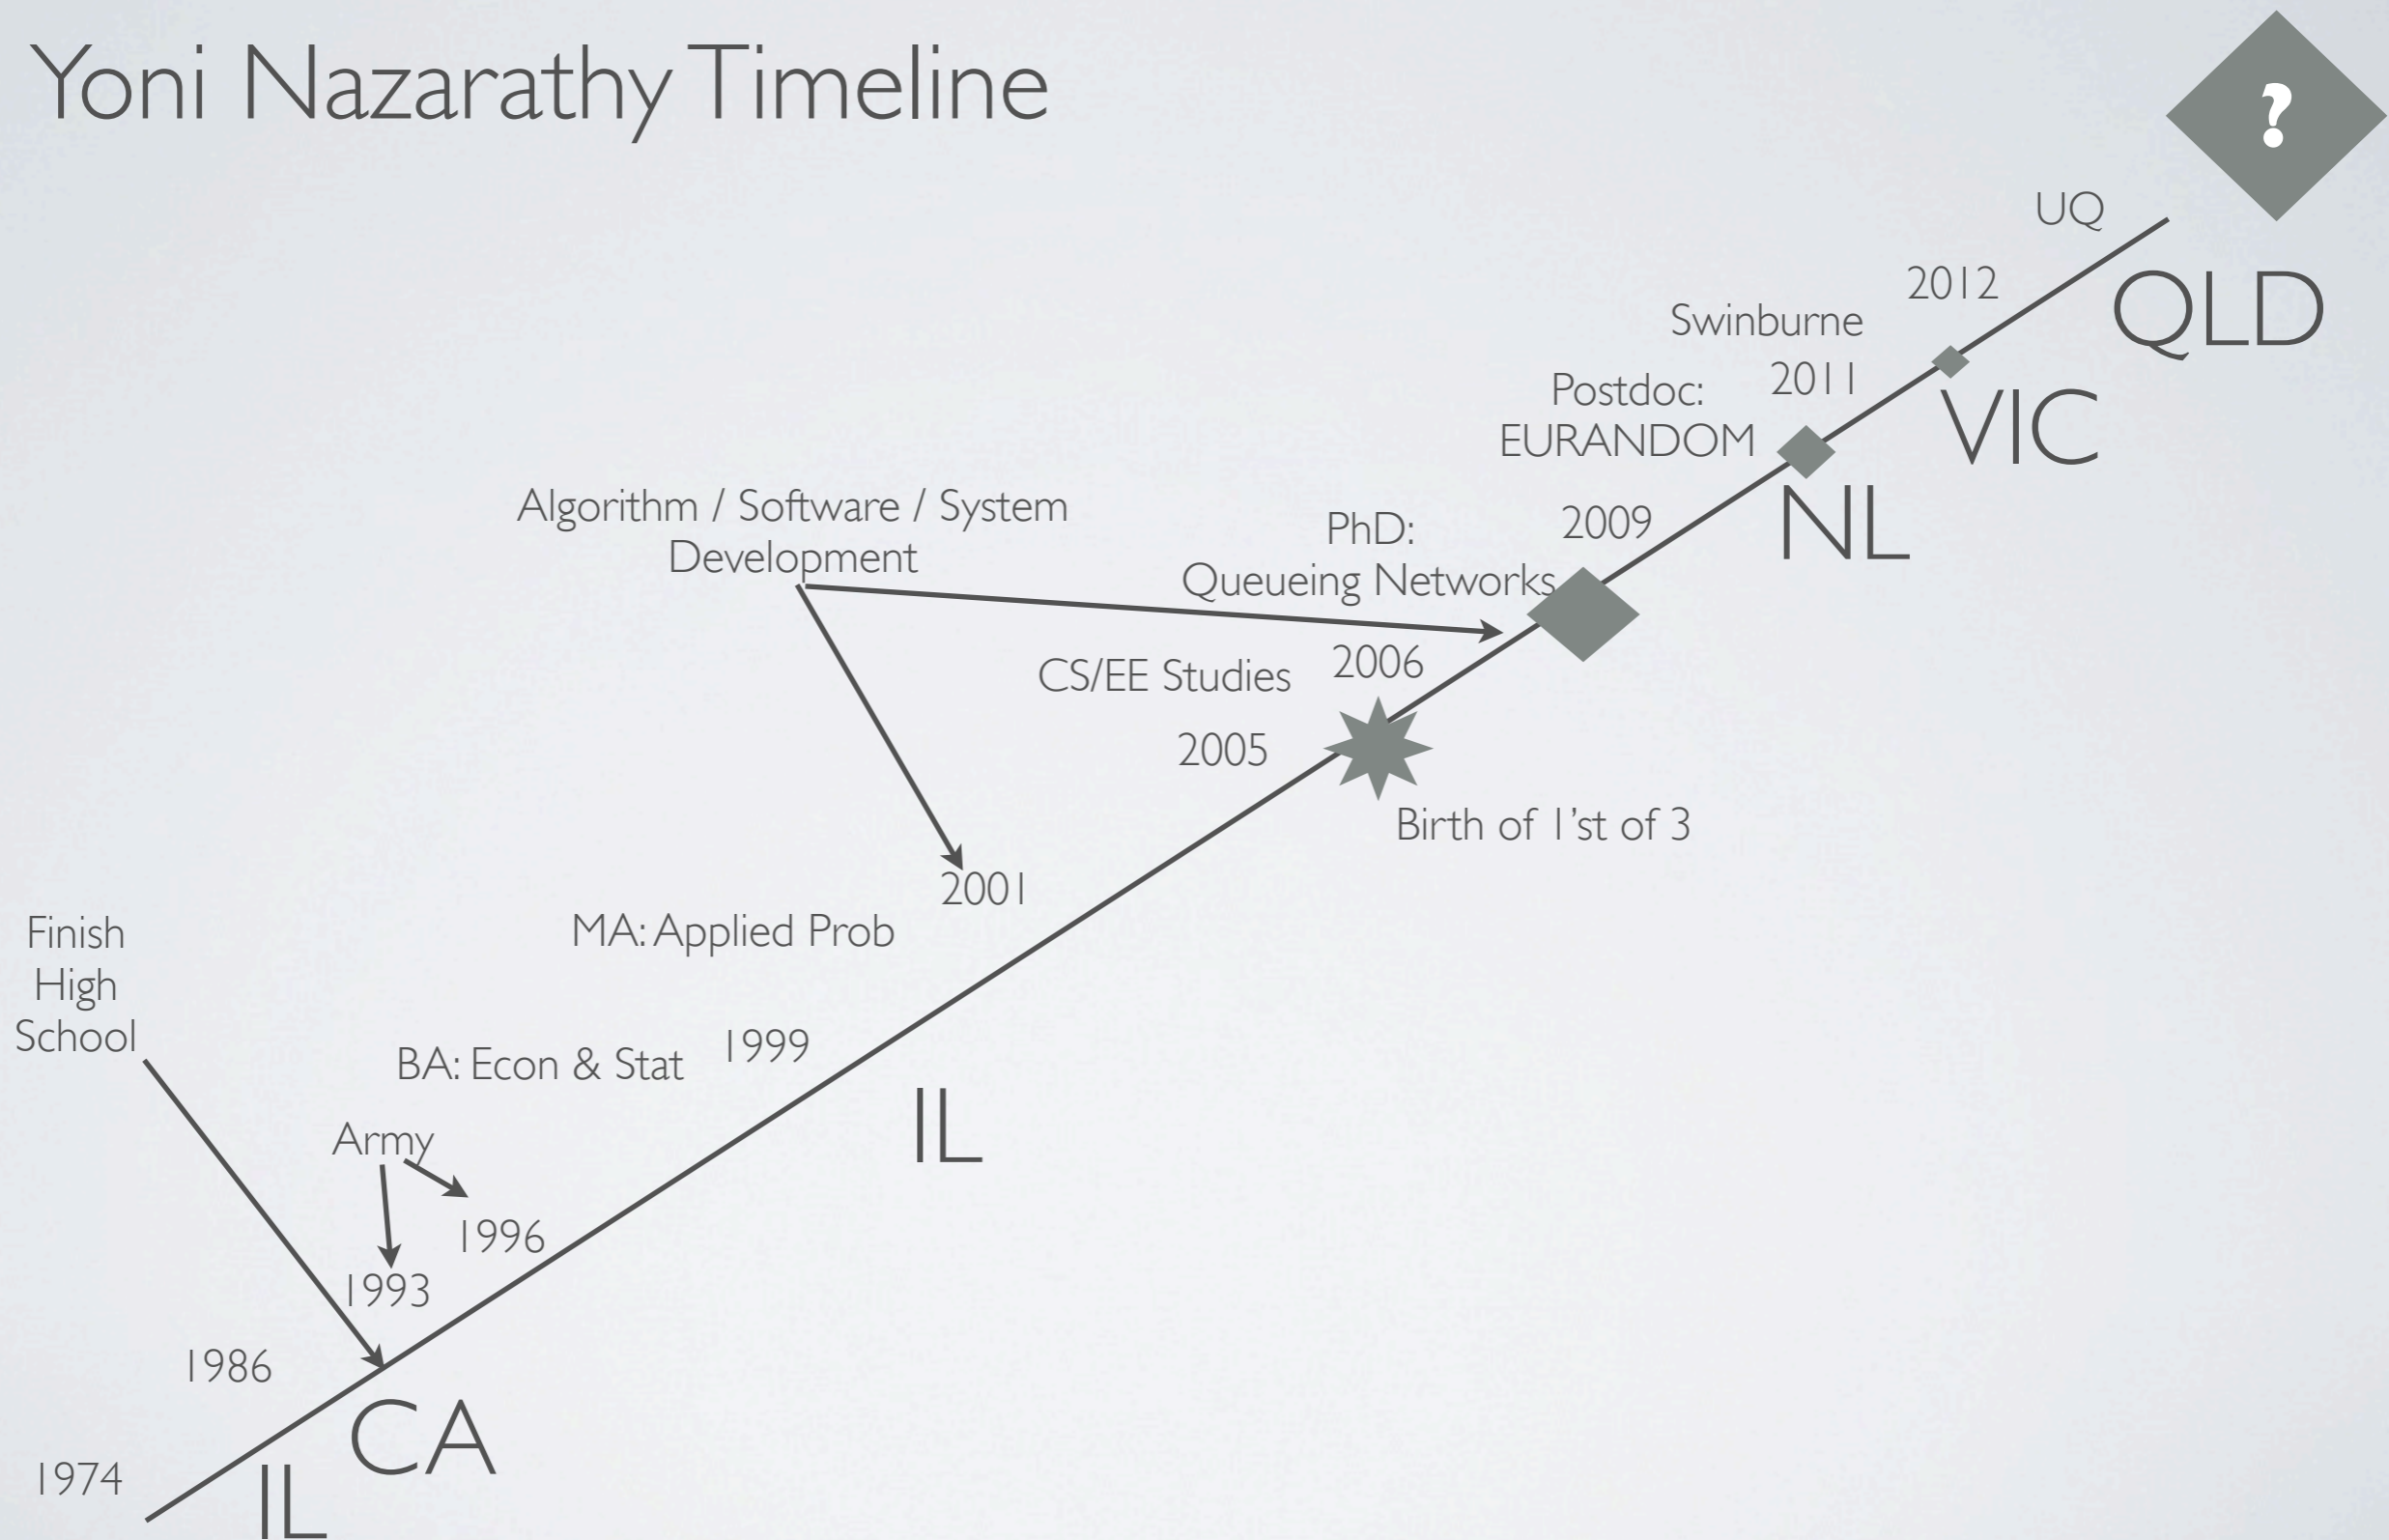 Yoni Nazarathy Timeline
?
UQ
QLD
2012
Swinburne
2011
VIC
Postdoc:
EURANDOM
NL
2009
Algorithm / Software / System
Development
PhD:
Queueing Networks
2006
CS/EE Studies
2005
Birth of 1'st of 3
2001
MA: Applied Prob
Finish
High
School
1999
BA: Econ & Stat
IL
Army
1996
1993
1986
CA
1974
IL